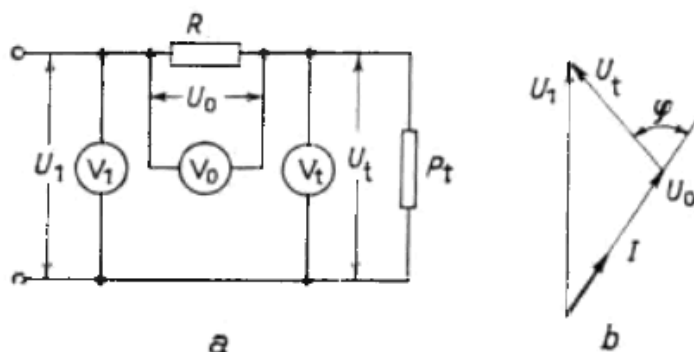 R
U₀
U₁
V₁
V₀
Vₜ
Uₜ
Pₜ
a
U₁
Uₜ
φ
U₀
I
b